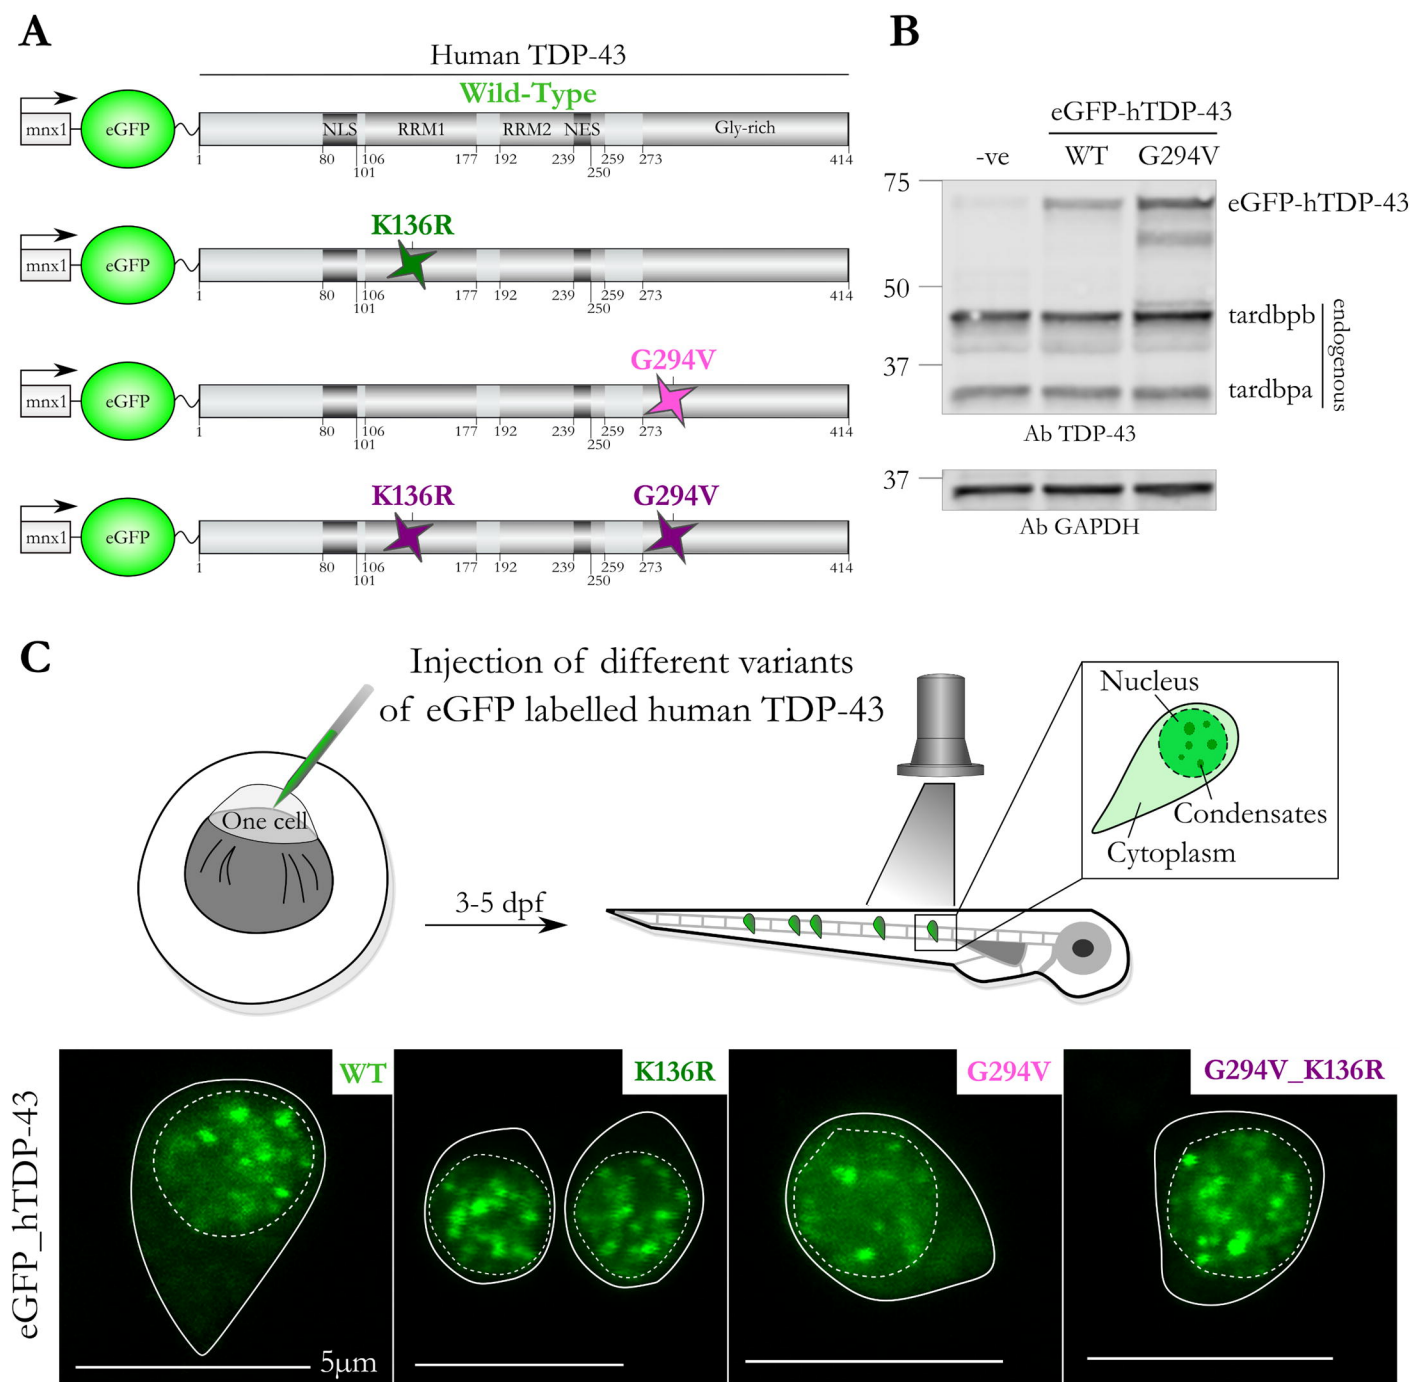 A
Human TDP-43
Wild-Type
mnx1 eGFP NLS RRM1 RRM2 NES Gly-rich
1 80 101 106 177 192 239 250 259 273 414
K136R
mnx1 eGFP
1 80 101 106 177 192 239 250 259 273 414
G294V
mnx1 eGFP
1 80 101 106 177 192 239 250 259 273 414
K136R G294V
mnx1 eGFP
1 80 101 106 177 192 239 250 259 273 414
B
eGFP-hTDP-43
-ve WT G294V
75
eGFP-hTDP-43
50
tardbpb
37
tardbpa
endogenous
Ab TDP-43
37
Ab GAPDH
C
Injection of different variants
of eGFP labelled human TDP-43
One cell
3-5 dpf
Nucleus
Condensates
Cytoplasm
eGFP_hTDP-43
WT K136R G294V G294V_K136R
5μm